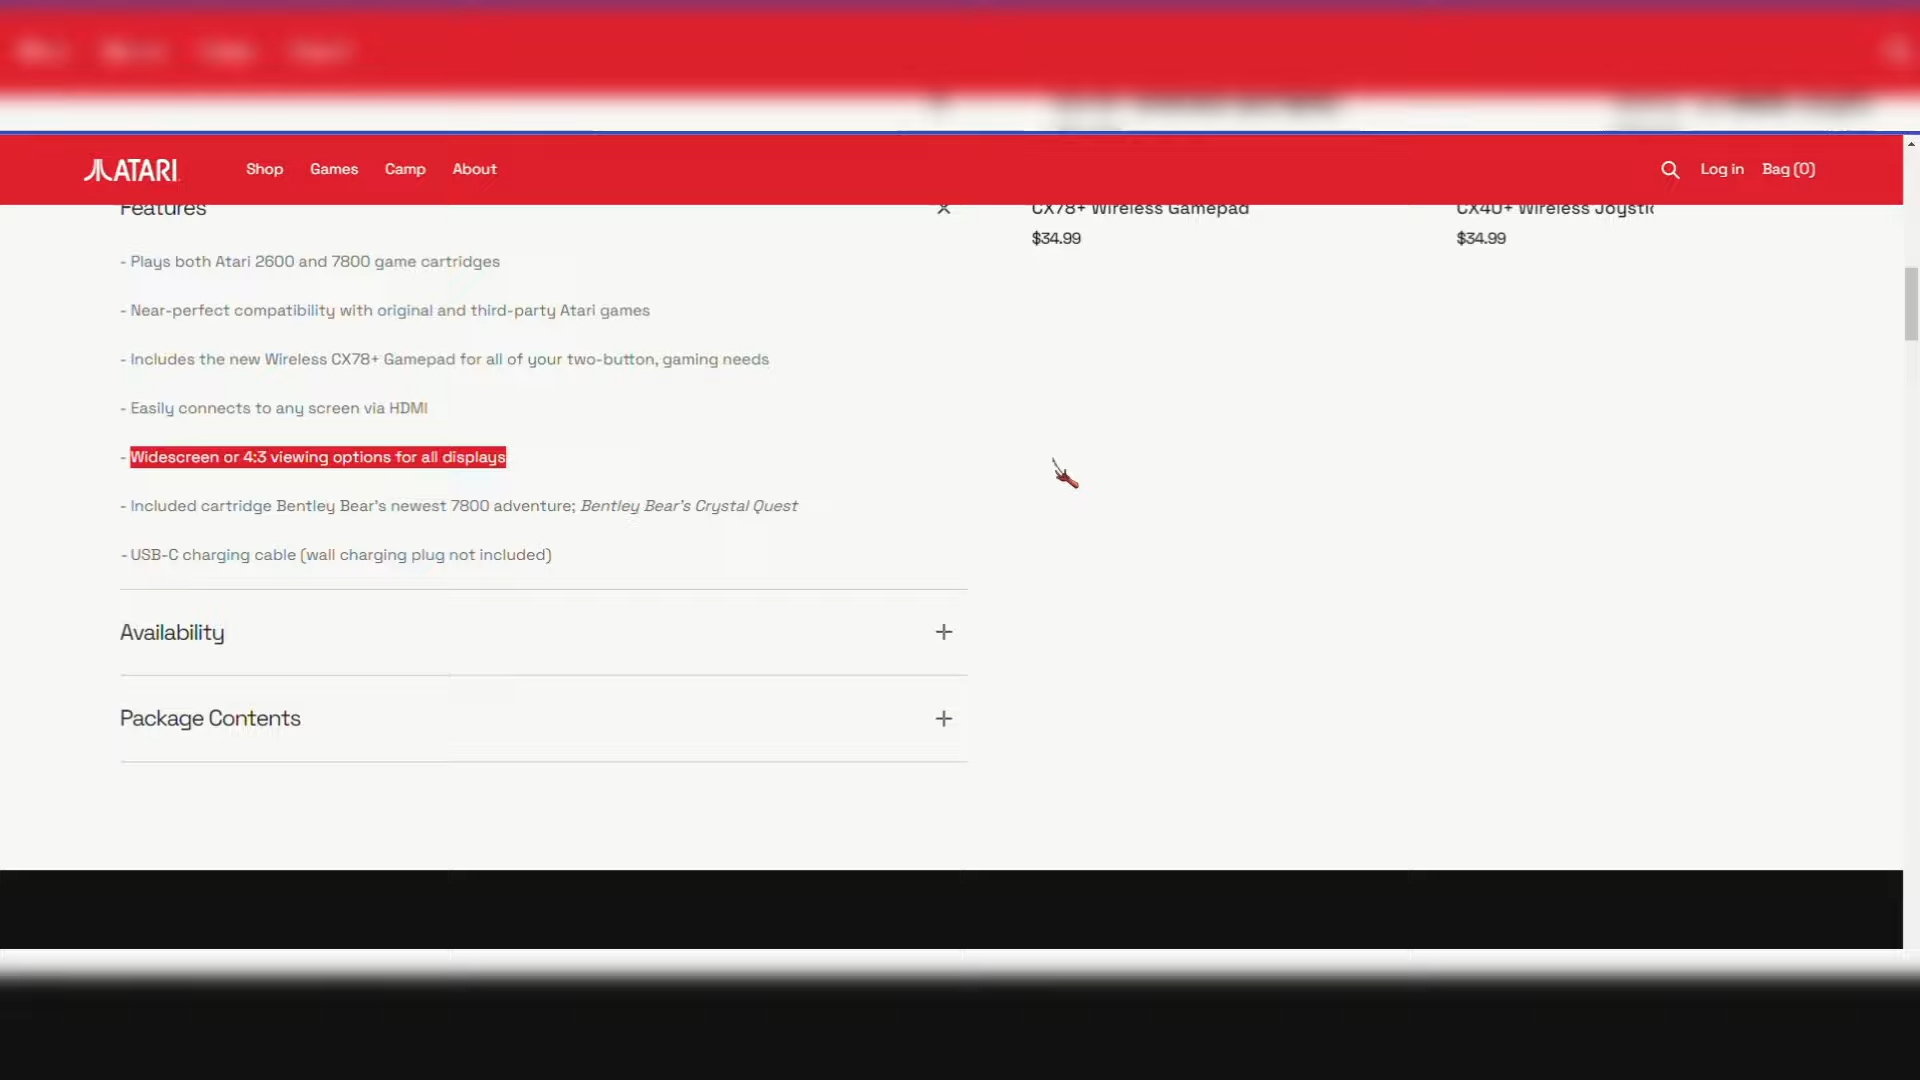 ATARI
Shop Games Camp About
Log in Bag (0)
Features
CX78+ Wireless Gamepad
CX40+ Wireless Joystic
$34.99
$34.99
- Plays both Atari 2600 and 7800 game cartridges
- Near-perfect compatibility with original and third-party Atari games
- Includes the new Wireless CX78+ Gamepad for all of your two-button, gaming needs
- Easily connects to any screen via HDMI
- Widescreen or 4:3 viewing options for all displays
- Included cartridge Bentley Bear's newest 7800 adventure; Bentley Bear's Crystal Quest
- USB-C charging cable (wall charging plug not included)
Availability
Package Contents